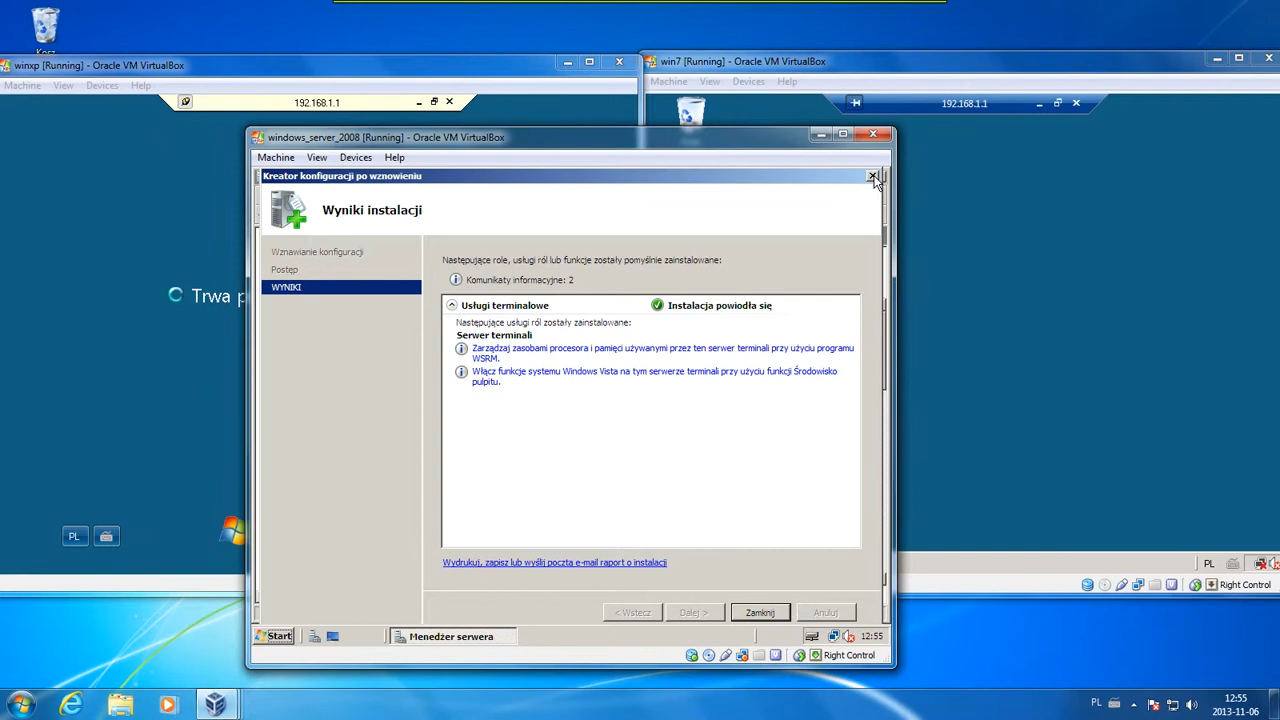 Kosz
winxp [Running] - Oracle VM VirtualBox
Machine View Devices Help
192.168.1.1
win7 [Running] - Oracle VM VirtualBox
Machine View Devices Help
192.168.1.1
windows_server_2008 [Running] - Oracle VM VirtualBox
Machine View Devices Help
Kreator konfiguracji po wznowieniu
Wyniki instalacji
Wznawianie konfiguracji
Postęp
WYNIKI
Następujące role, usługi ról lub funkcje zostały pomyślnie zainstalowane:
Komunikaty informacyjne: 2
Usługi terminalowe Instalacja powiodła się
Następujące usługi ról zostały zainstalowane:
Serwer terminali
Zarządzaj zasobami procesora i pamięci używanymi przez ten serwer terminali przy użyciu programu
WSRM.
Włącz funkcje systemu Windows Vista na tym serwerze terminali przy użyciu funkcji Środowisko
pulpitu.
Wydrukuj, zapisz lub wyślij pocztą e-mail raport o instalacji
< Wstecz Dalej > Zamknij Anuluj
Start Menedżer serwera 12:55
Right Control
Trwa p
PL
PL
Right Control
PL 12:55
2013-11-06